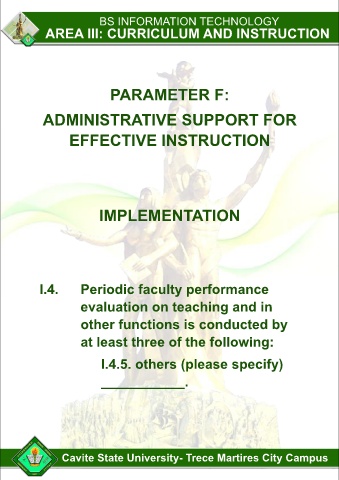 BS INFORMATION TECHNOLOGY
AREA III: CURRICULUM AND INSTRUCTION
PARAMETER F:
ADMINISTRATIVE SUPPORT FOR
EFFECTIVE INSTRUCTION
IMPLEMENTATION
I.4. Periodic faculty performance
evaluation on teaching and in
other functions is conducted by
at least three of the following:
I.4.5. others (please specify)
___________.
Cavite State University- Trece Martires City Campus